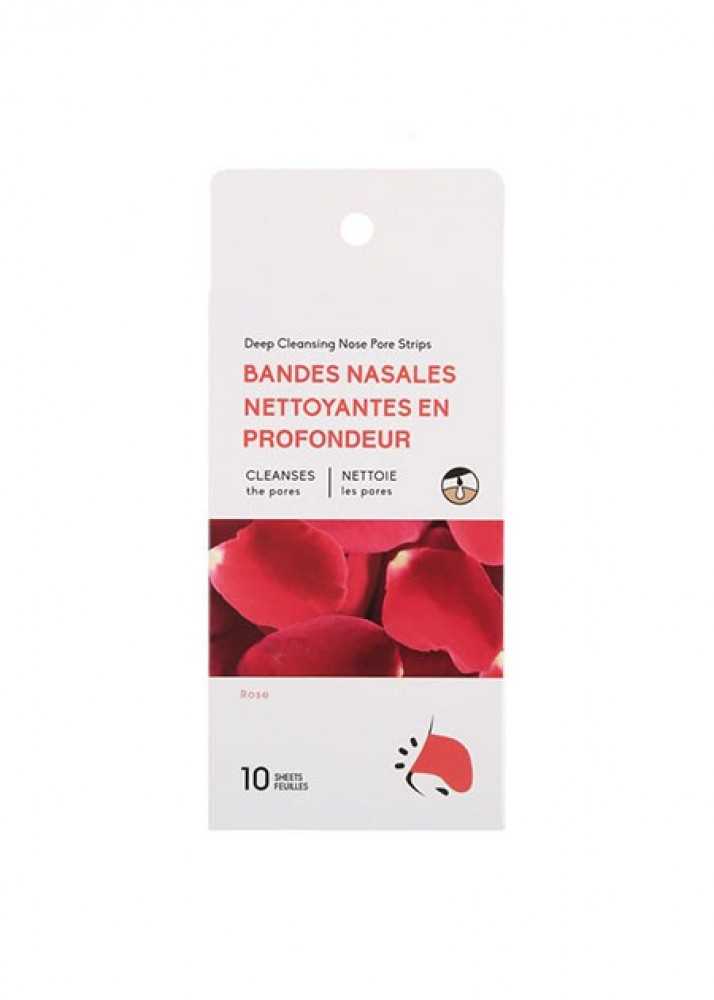 Deep Cleansing Nose Pore Strips
BANDES NASALES
NETTOYANTES EN
PROFONDEUR
CLEANSES
the pores
NETTOIE
les pores
Rose
10 SHEETS
FEUILLES